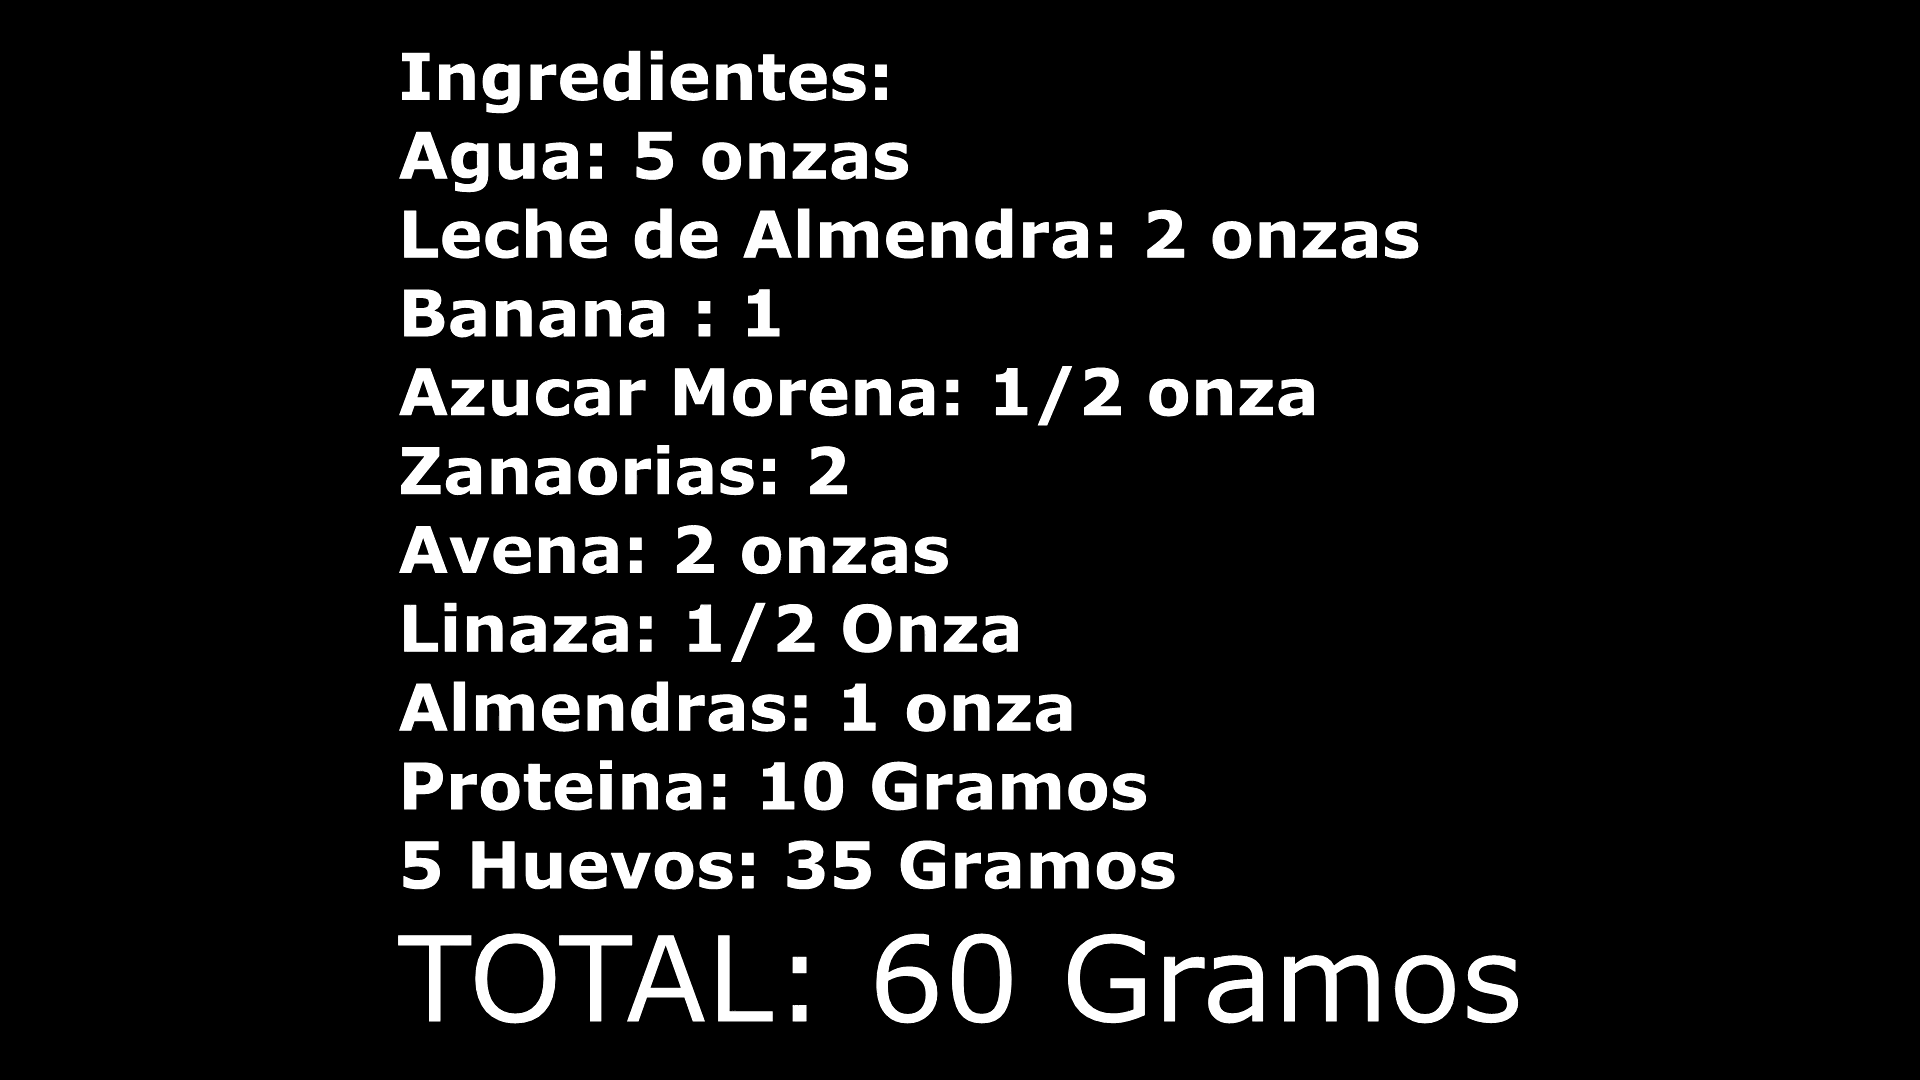 Ingredientes:
Agua: 5 onzas
Leche de Almendra: 2 onzas
Banana : 1
Azucar Morena: 1/2 onza
Zanaorias: 2
Avena: 2 onzas
Linaza: 1/2 Onza
Almendras: 1 onza
Proteina: 10 Gramos
5 Huevos: 35 Gramos
TOTAL: 60 Gramos